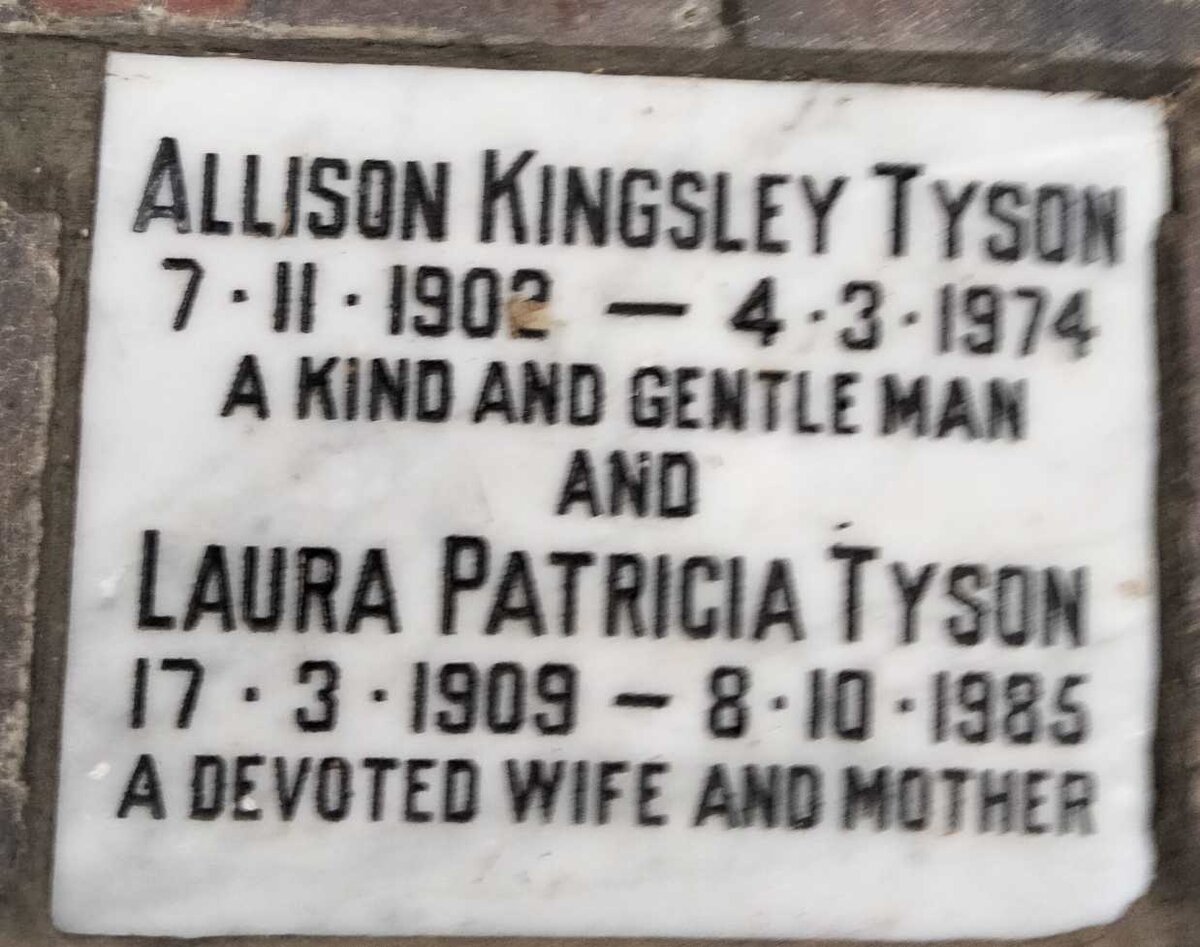 ALLISON KINGSLEY TYSON
7·11·1902 — 4·3·1974
A KIND AND GENTLE MAN
AND
LAURA PATRICIA TYSON
17·3·1909 – 8·10·1985
A DEVOTED WIFE AND MOTHER